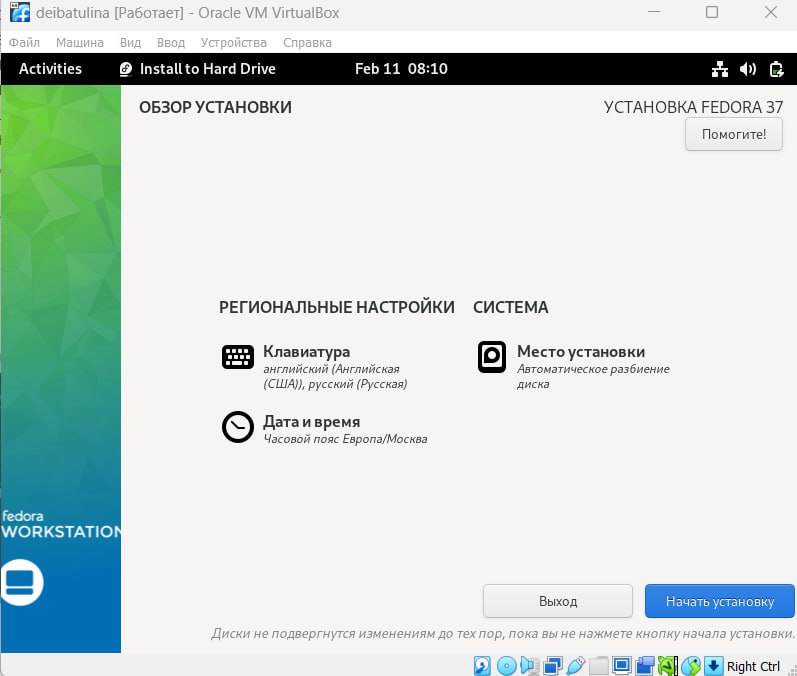 deibatulina [Работает] - Oracle VM VirtualBox
Файл Машина Вид Ввод Устройства Справка
Activities Install to Hard Drive Feb 11 08:10
ОБЗОР УСТАНОВКИ
УСТАНОВКА FEDORA 37
Помогите!
РЕГИОНАЛЬНЫЕ НАСТРОЙКИ
Клавиатура
английский (Английская
(США)), русский (Русская)
Дата и время
Часовой пояс Европа/Москва
СИСТЕМА
Место установки
Автоматическое разбиение
диска
fedora
WORKSTATION
Выход
Начать установку
Диски не подвергнутся изменениям до тех пор, пока вы не нажмете кнопку начала установки.
Right Ctrl